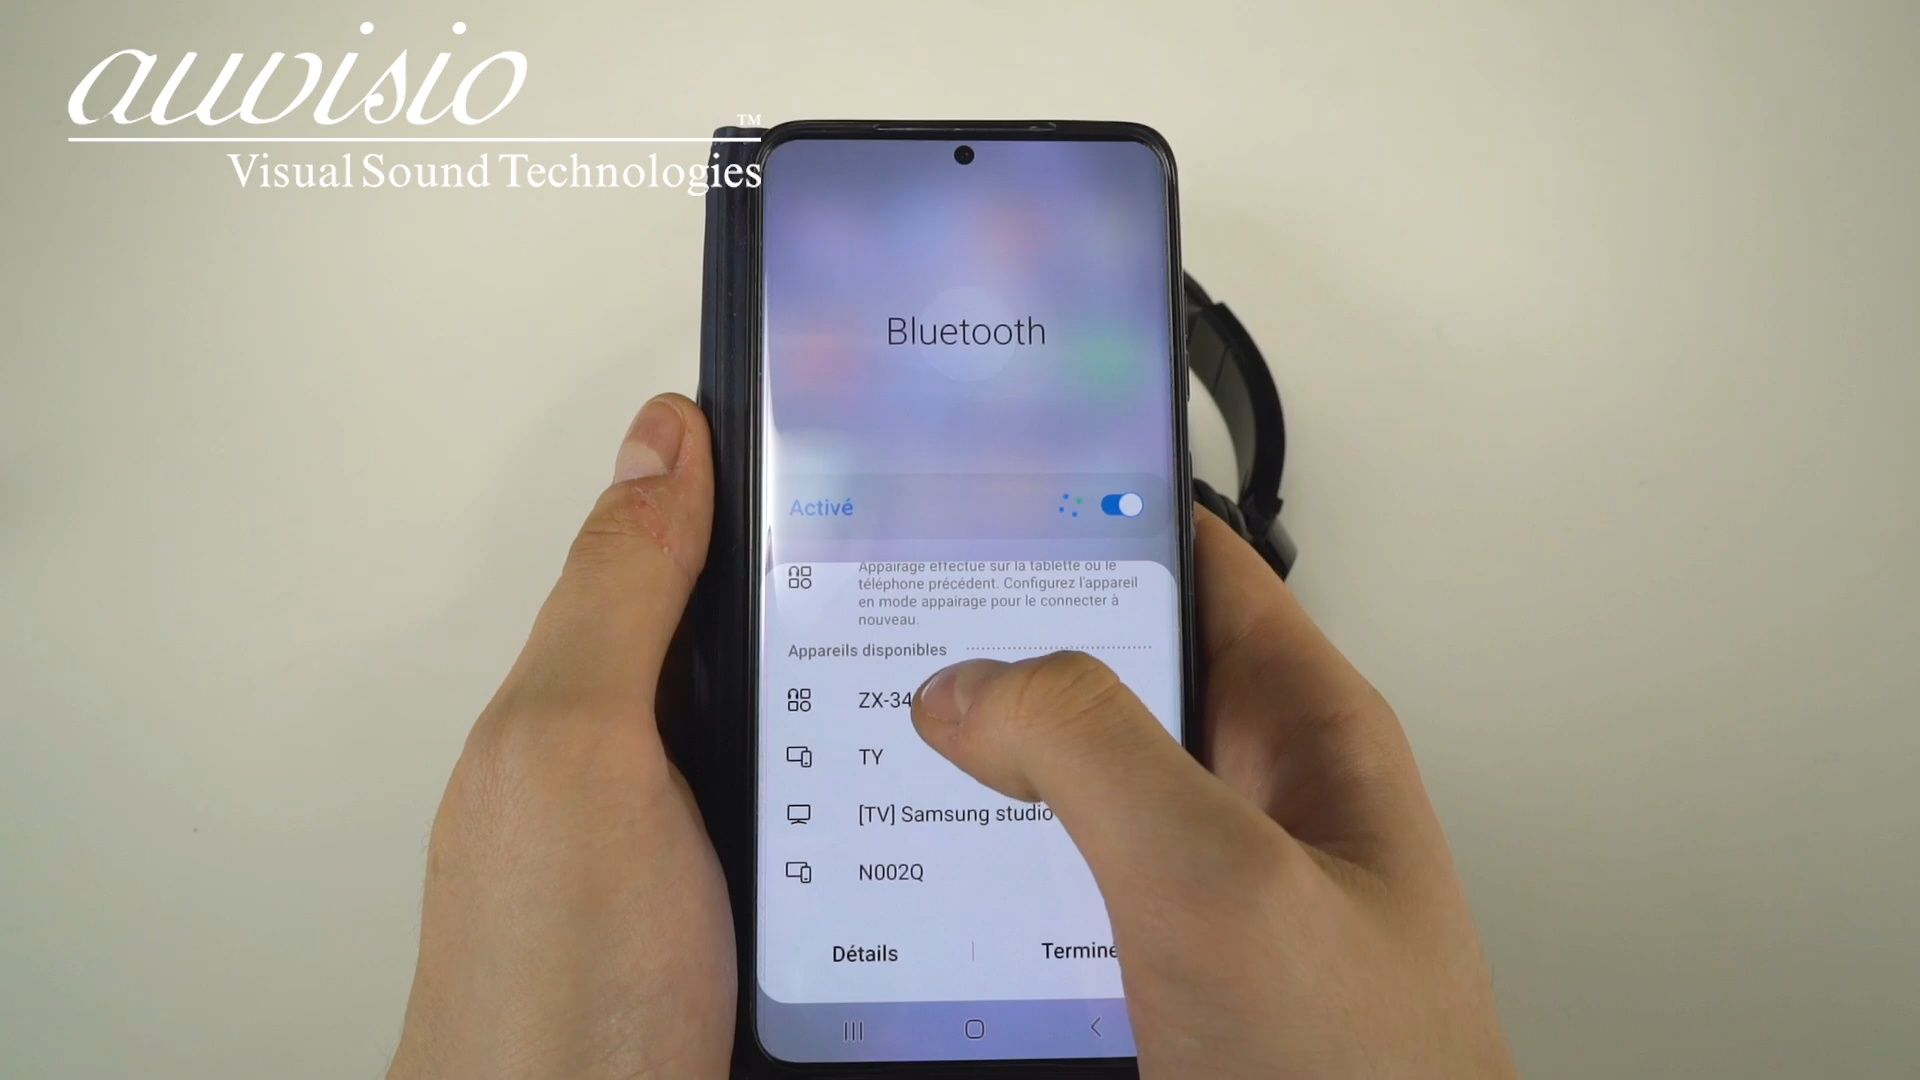 auvisio
™
Visual Sound Technologies
Bluetooth
Activé
Appairage effectué sur la tablette ou le
téléphone précédent. Configurez l'appareil
en mode appairage pour le connecter à
nouveau.
Appareils disponibles
ZX-34
TY
[TV] Samsung studio
N002Q
Détails
Termine